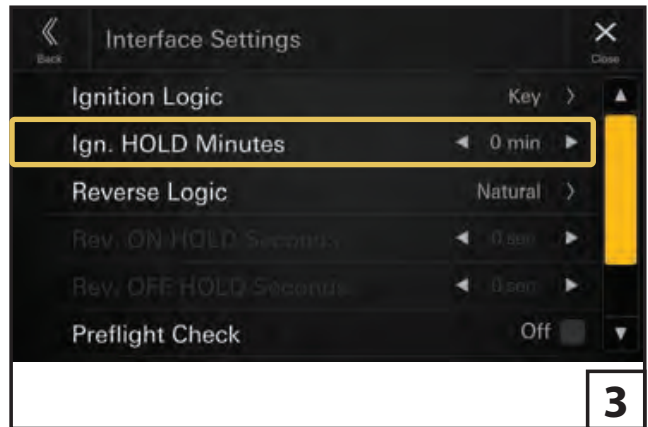 Back
Interface Settings
Close
Ignition Logic Key
Ign. HOLD Minutes 0 min
Reverse Logic Natural
Rev. ON HOLD Seconds 0 sec
Rev. OFF HOLD Seconds 0 sec
Preflight Check Off
3